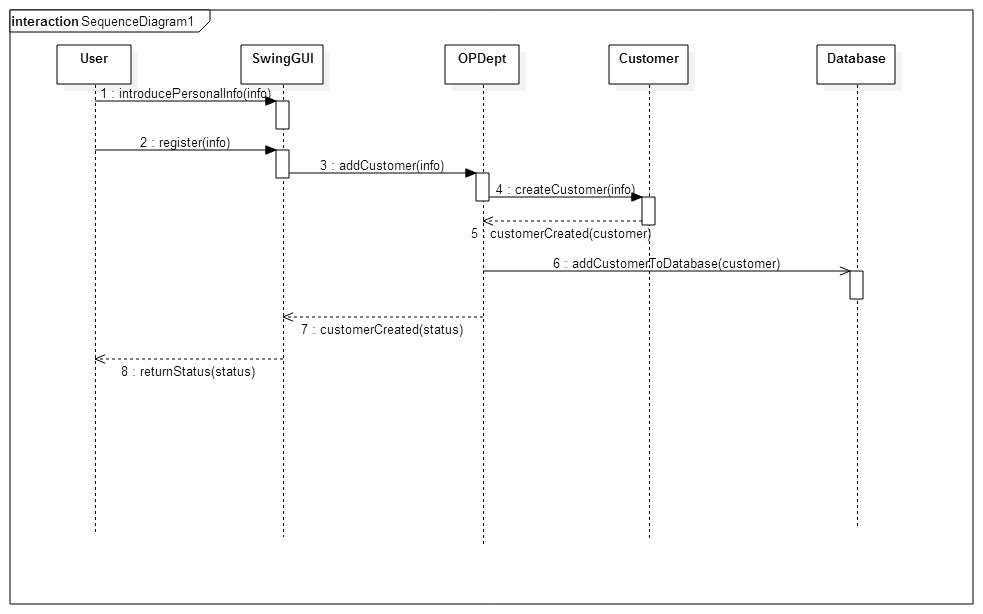 interaction SequenceDiagram1
User
SwingGUI
OPDept
Customer
Database
1 : introducePersonalInfo(info)
2 : register(info)
3 : addCustomer(info)
4 : createCustomer(info)
5 : customerCreated(customer)
6 : addCustomerToDatabase(customer)
7 : customerCreated(status)
8 : returnStatus(status)